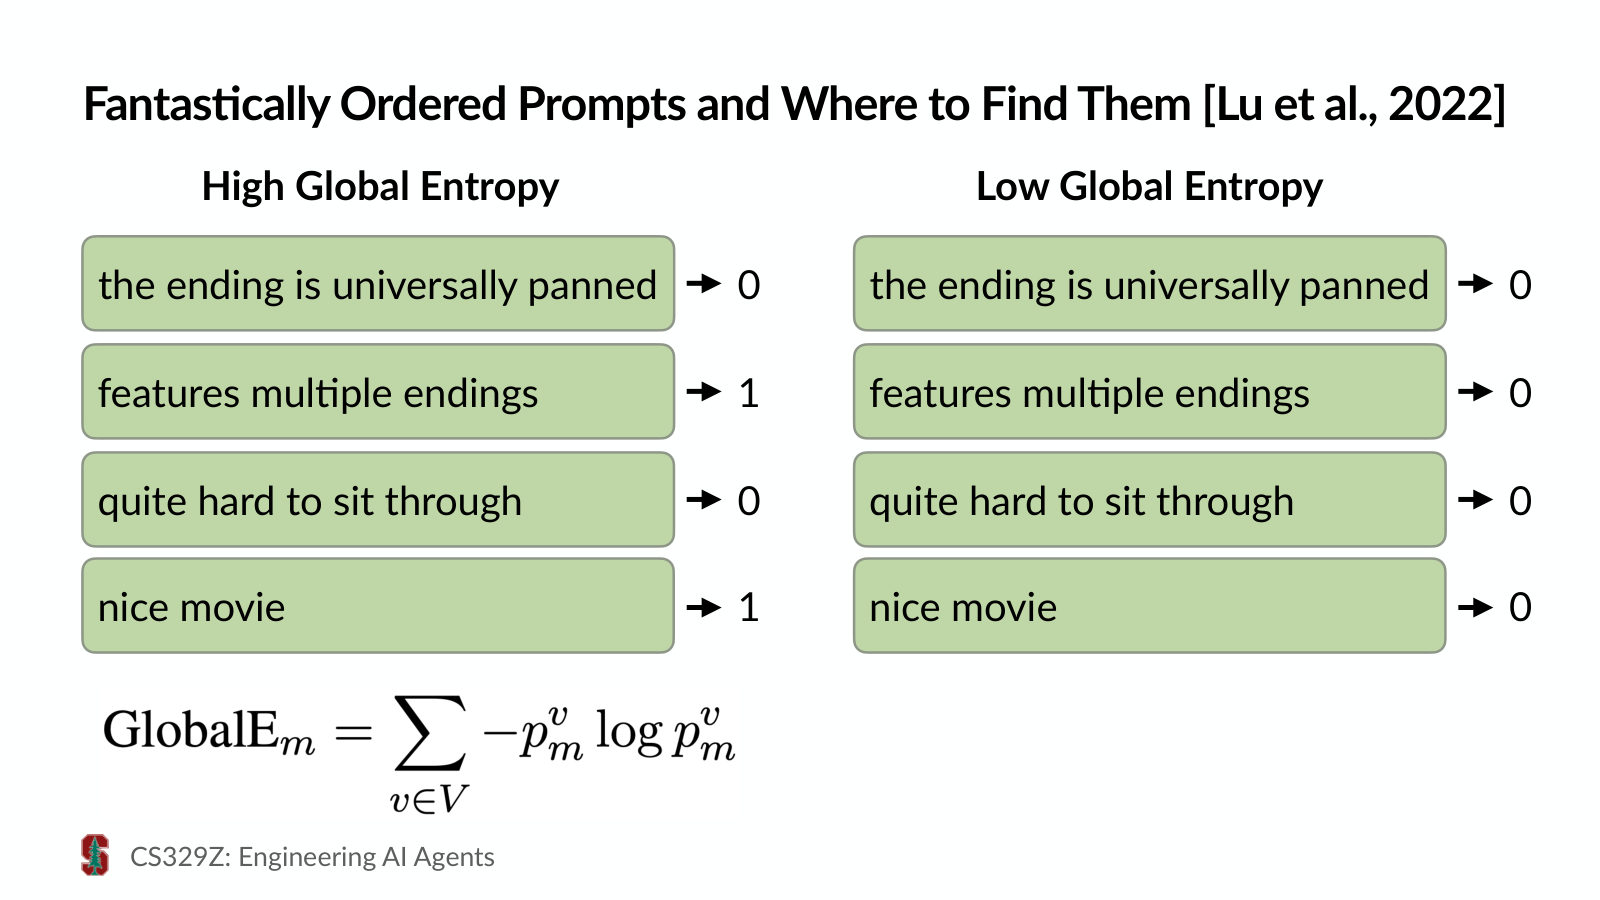 Fantastically Ordered Prompts and Where to Find Them [Lu et al., 2022]
High Global Entropy
the ending is universally panned → 0
features multiple endings → 1
quite hard to sit through → 0
nice movie → 1
Low Global Entropy
the ending is universally panned → 0
features multiple endings → 0
quite hard to sit through → 0
nice movie → 0
GlobalE_m = ∑_{v∈V} −p_m^v log p_m^v
CS329Z: Engineering AI Agents